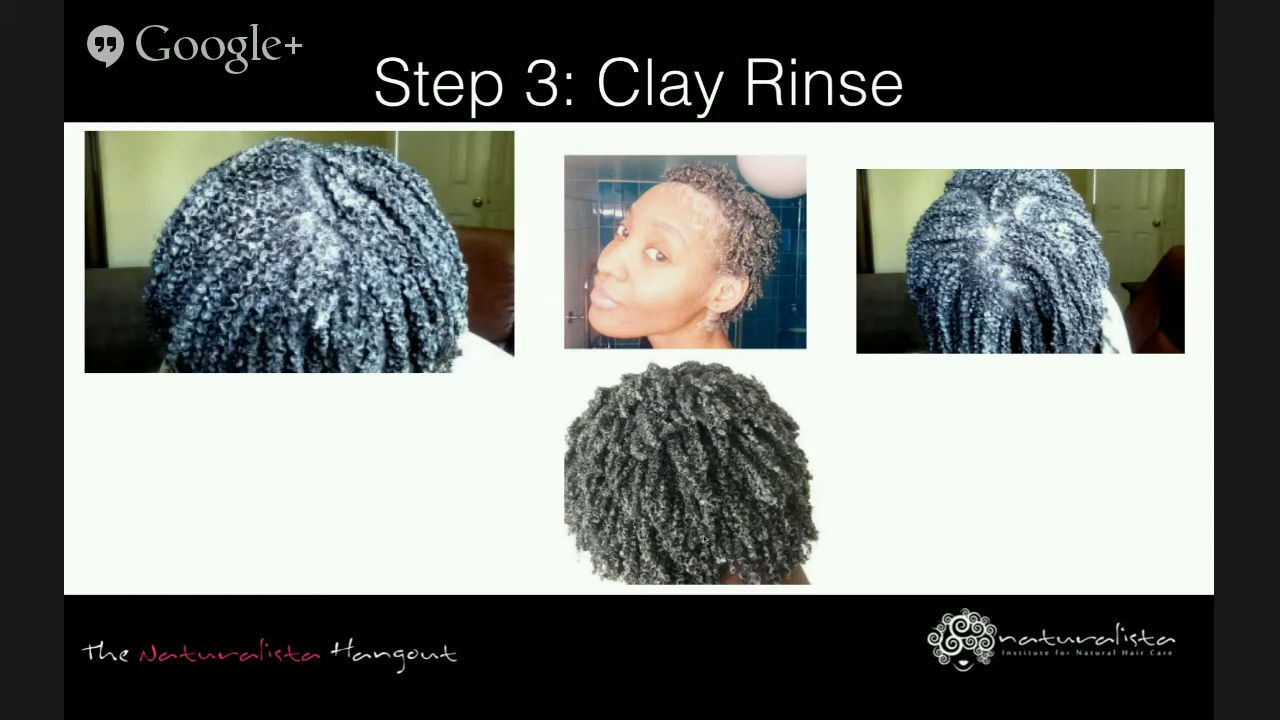 Google+
Step 3: Clay Rinse
The Naturalista Hangout
naturalista
Institute for Natural Hair Care